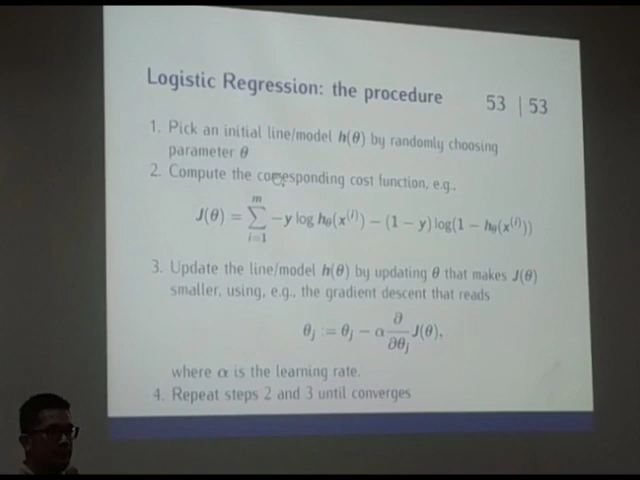 Logistic Regression: the procedure 53 | 53
1. Pick an initial line/model h(θ) by randomly choosing
parameter θ
2. Compute the corresponding cost function, e.g.,
J(θ) = ∑_{i=1}^{m} −y log h_θ(x^{(i)}) − (1 − y) log(1 − h_θ(x^{(i)}))
3. Update the line/model h(θ) by updating θ that makes J(θ)
smaller, using, e.g., the gradient descent that reads
θ_j := θ_j − α ∂/∂θ_j J(θ),
where α is the learning rate.
4. Repeat steps 2 and 3 until converges